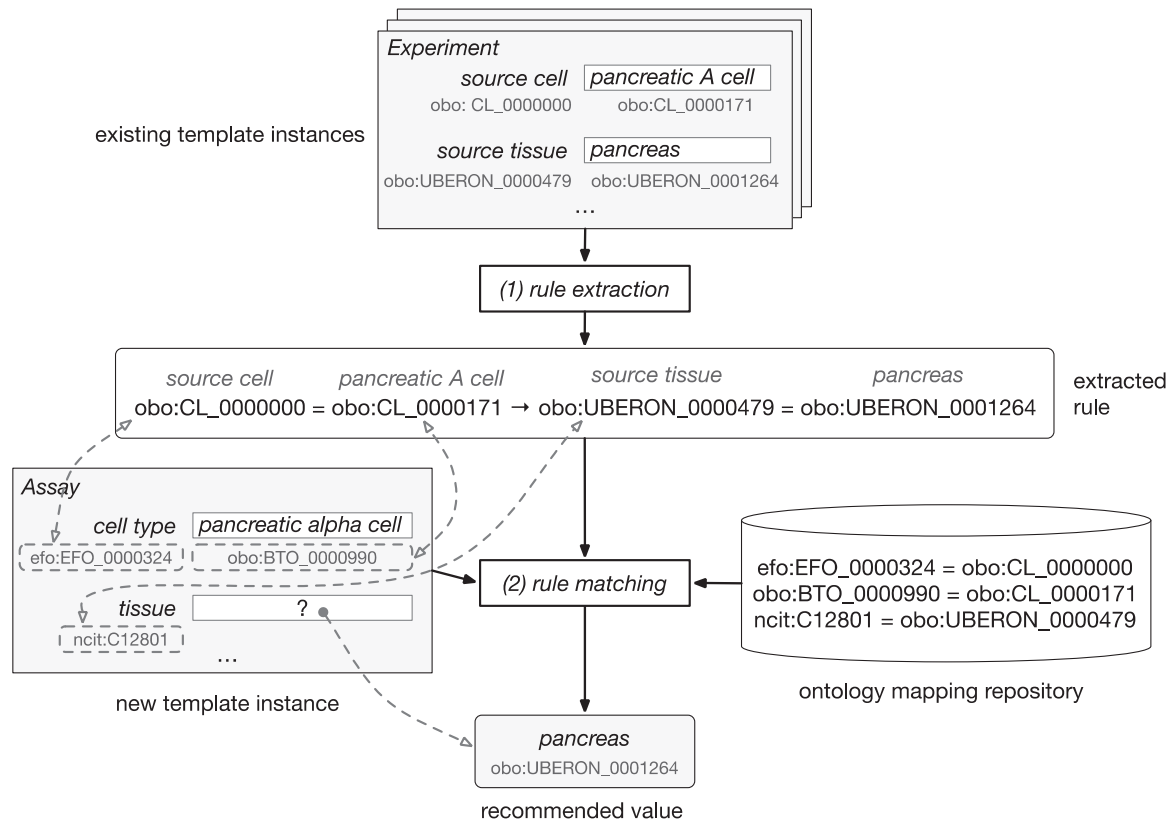 Experiment
source cell pancreatic A cell
obo: CL_0000000 obo:CL_0000171
existing template instances
source tissue pancreas
obo:UBERON_0000479 obo:UBERON_0001264
...
(1) rule extraction
source cell pancreatic A cell source tissue pancreas
obo:CL_0000000 = obo:CL_0000171 → obo:UBERON_0000479 = obo:UBERON_0001264
extracted
rule
Assay
cell type pancreatic alpha cell
efo:EFO_0000324 obo:BTO_0000990
tissue ?
ncit:C12801
...
new template instance
(2) rule matching
efo:EFO_0000324 = obo:CL_0000000
obo:BTO_0000990 = obo:CL_0000171
ncit:C12801 = obo:UBERON_0000479
ontology mapping repository
pancreas
obo:UBERON_0001264
recommended value